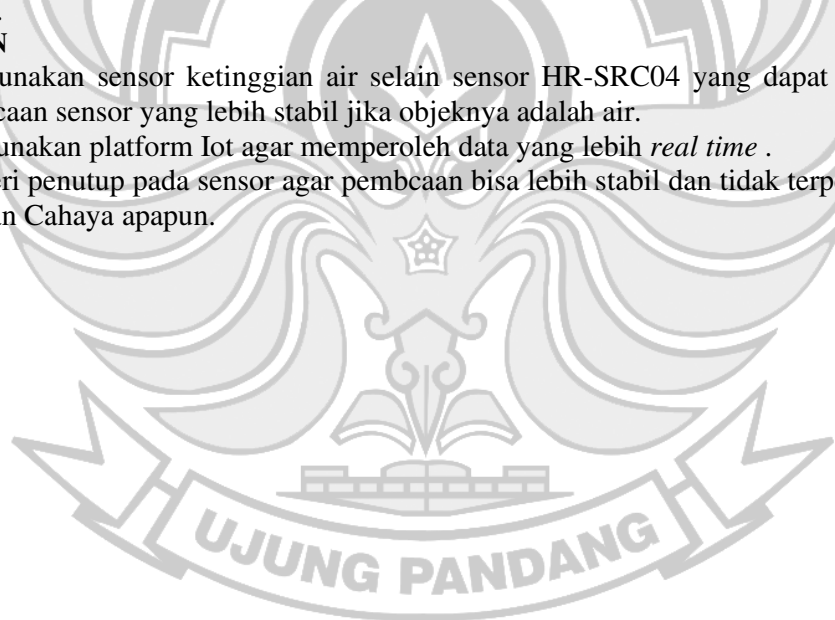 N
unakan sensor ketinggian air selain sensor HR-SRC04 yang dapat
caan sensor yang lebih stabil jika objeknya adalah air.
unakan platform Iot agar memperoleh data yang lebih real time .
eri penutup pada sensor agar pembcaan bisa lebih stabil dan tidak terp
n Cahaya apapun.
UJUNG PANDANG